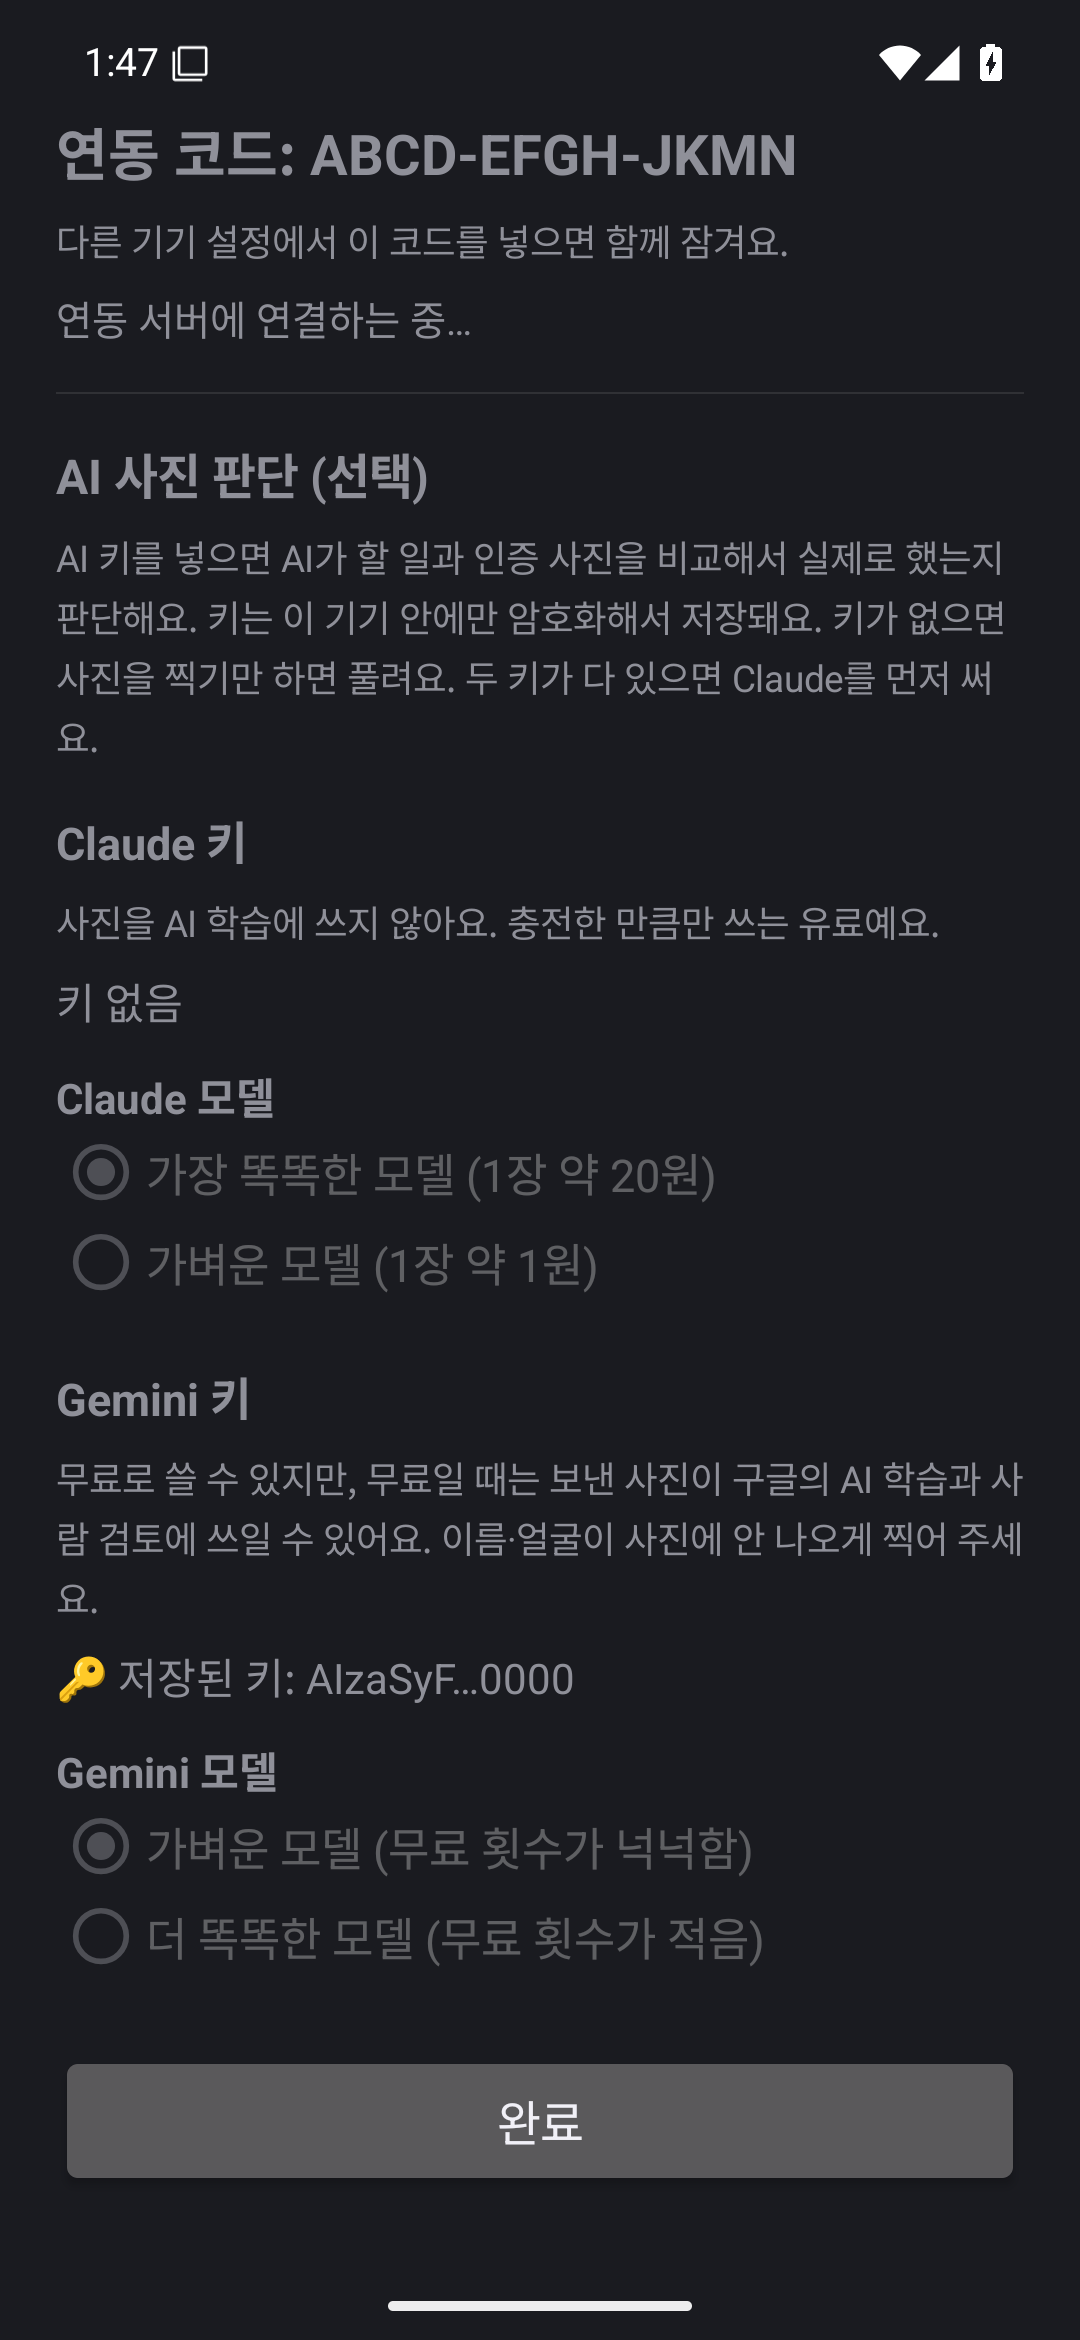 1:47
연동 코드: ABCD-EFGH-JKMN
다른 기기 설정에서 이 코드를 넣으면 함께 잠겨요.
연동 서버에 연결하는 중...
AI 사진 판단 (선택)
AI 키를 넣으면 AI가 할 일과 인증 사진을 비교해서 실제로 했는지
판단해요. 키는 이 기기 안에만 암호화해서 저장돼요. 키가 없으면
사진을 찍기만 하면 풀려요. 두 키가 다 있으면 Claude를 먼저 써
요.
Claude 키
사진을 AI 학습에 쓰지 않아요. 충전한 만큼만 쓰는 유료예요.
키 없음
Claude 모델
가장 똑똑한 모델 (1장 약 20원)
가벼운 모델 (1장 약 1원)
Gemini 키
무료로 쓸 수 있지만, 무료일 때는 보낸 사진이 구글의 AI 학습과 사
람 검토에 쓰일 수 있어요. 이름·얼굴이 사진에 안 나오게 찍어 주세
요.
🔑 저장된 키: AIzaSyF...0000
Gemini 모델
가벼운 모델 (무료 횟수가 넉넉함)
더 똑똑한 모델 (무료 횟수가 적음)
완료